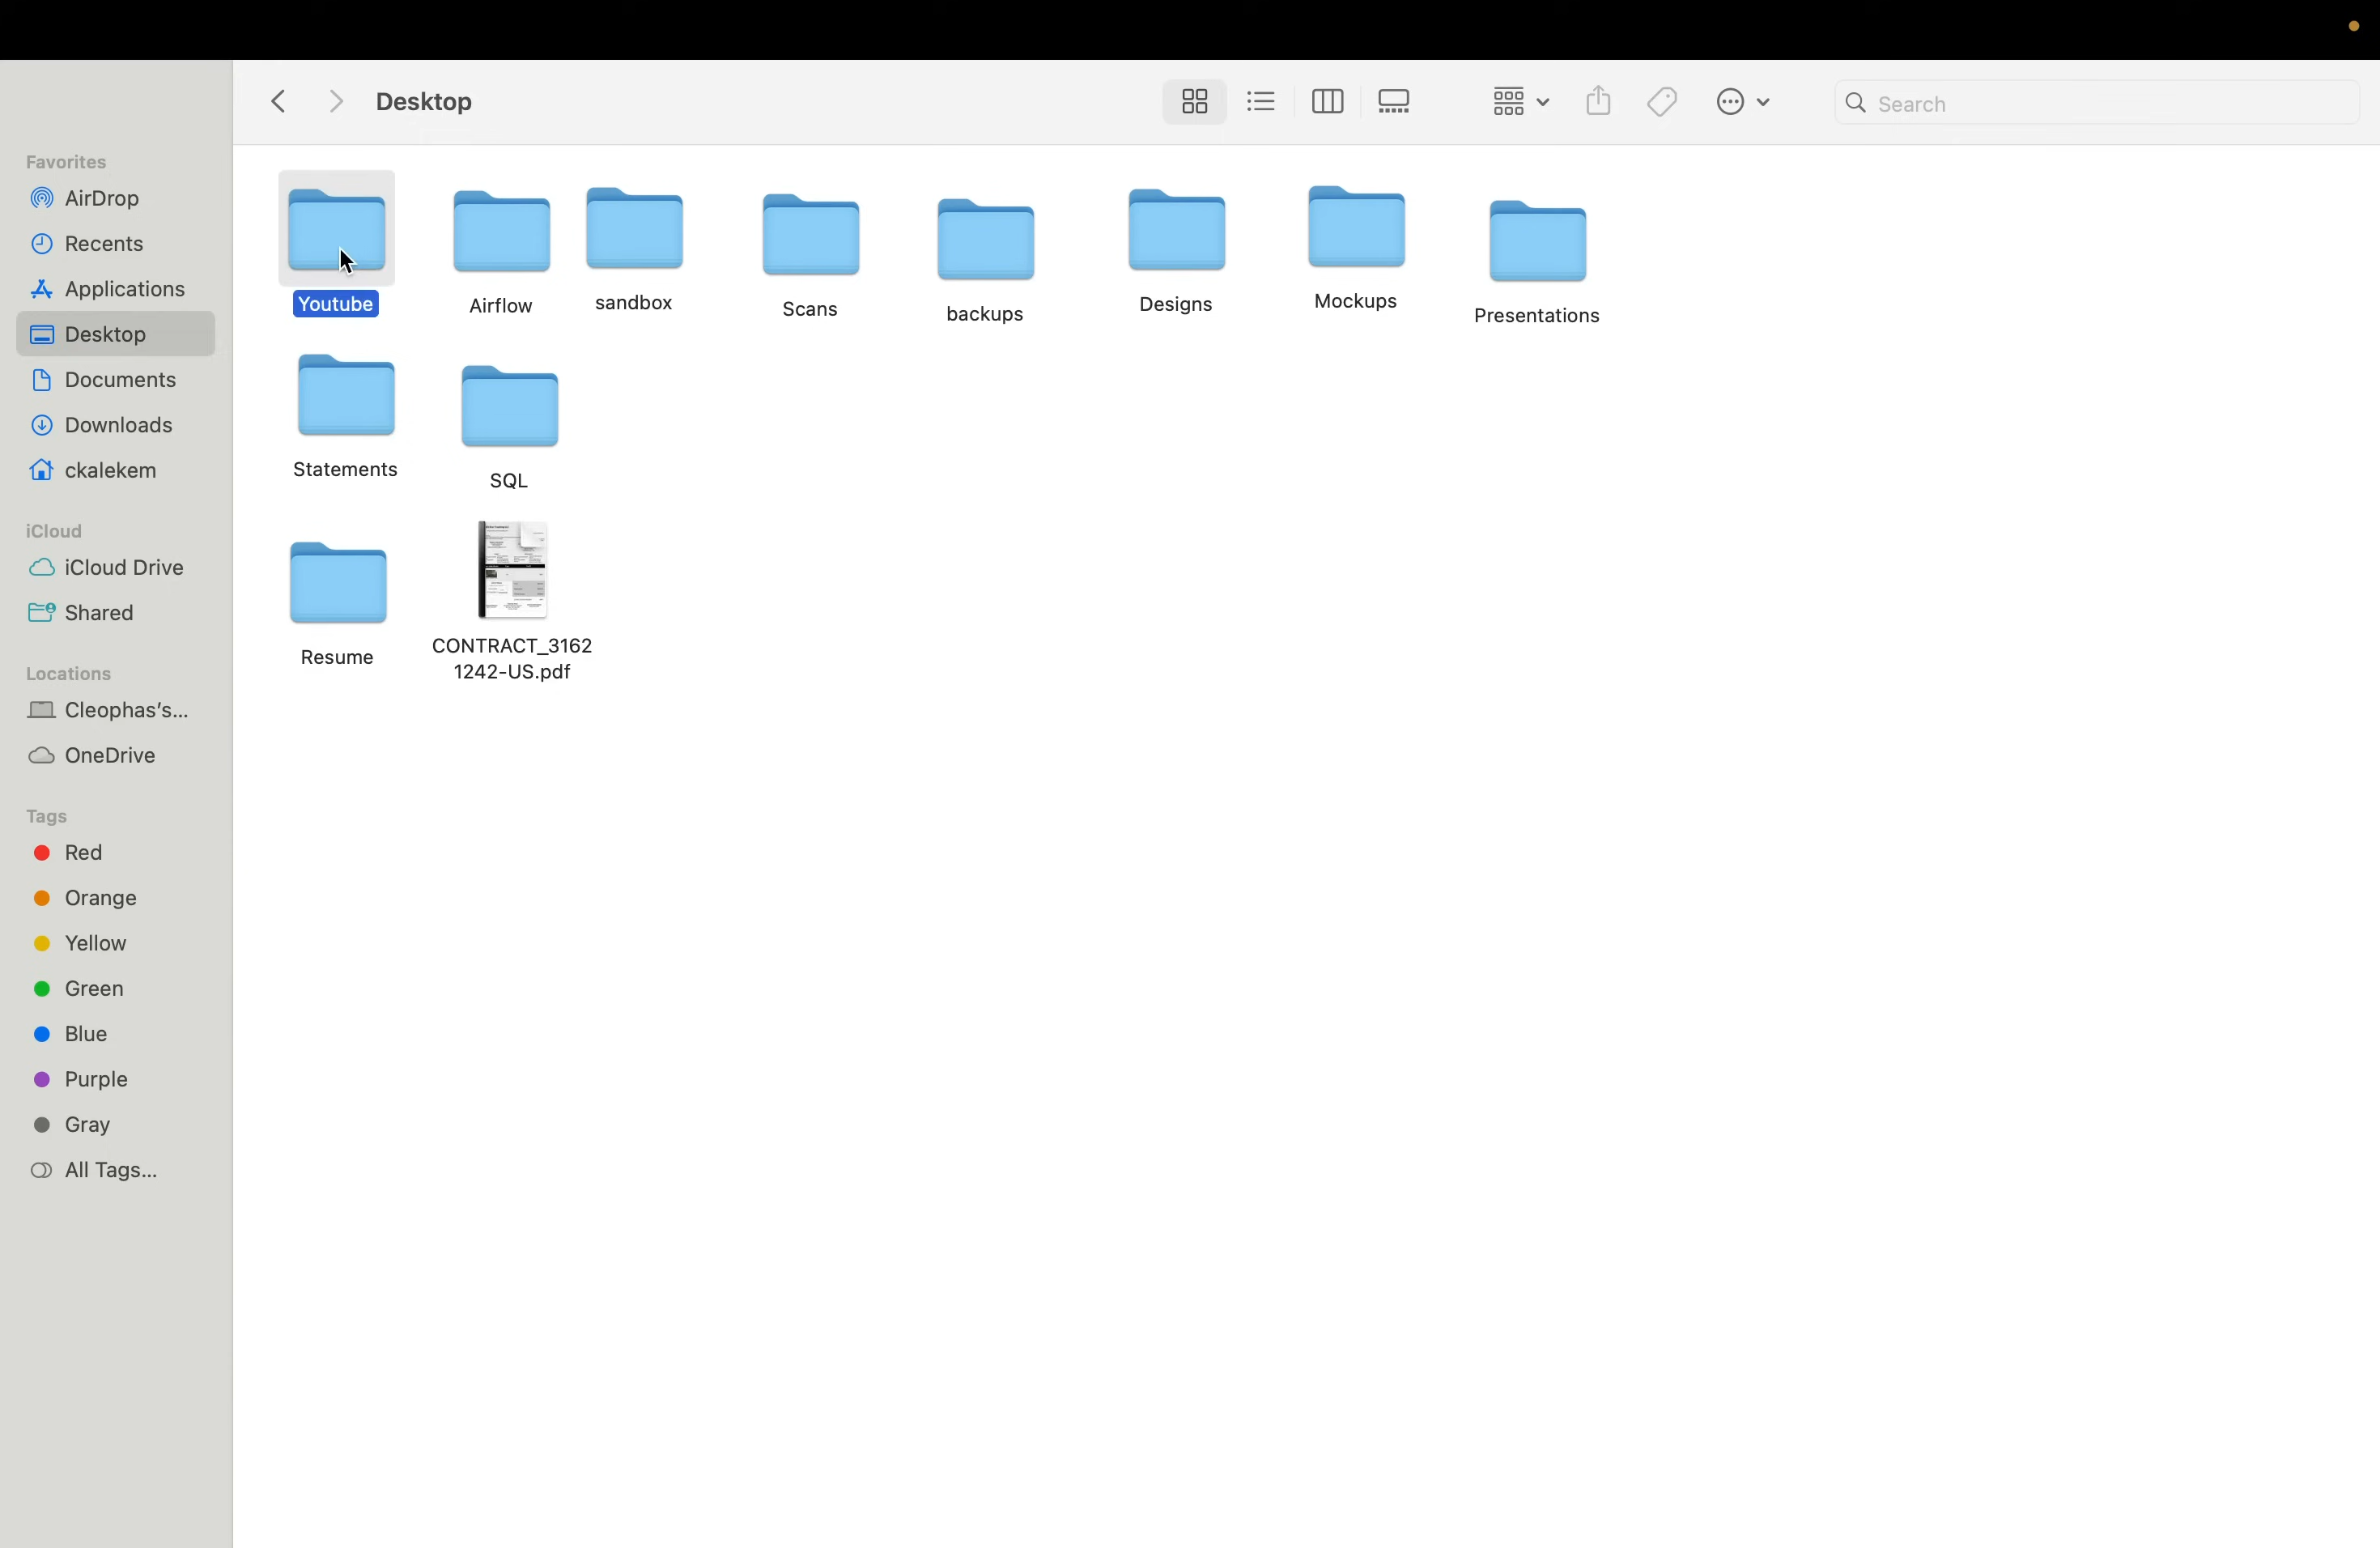 Desktop
Search
Favorites
AirDrop
Recents
Applications
Desktop
Documents
Downloads
ckalekem
iCloud
iCloud Drive
Shared
Locations
Cleophas's...
OneDrive
Tags
Red
Orange
Yellow
Green
Blue
Purple
Gray
All Tags...
Youtube
Airflow
sandbox
Scans
backups
Designs
Mockups
Presentations
Statements
SQL
Resume
CONTRACT_3162
1242-US.pdf